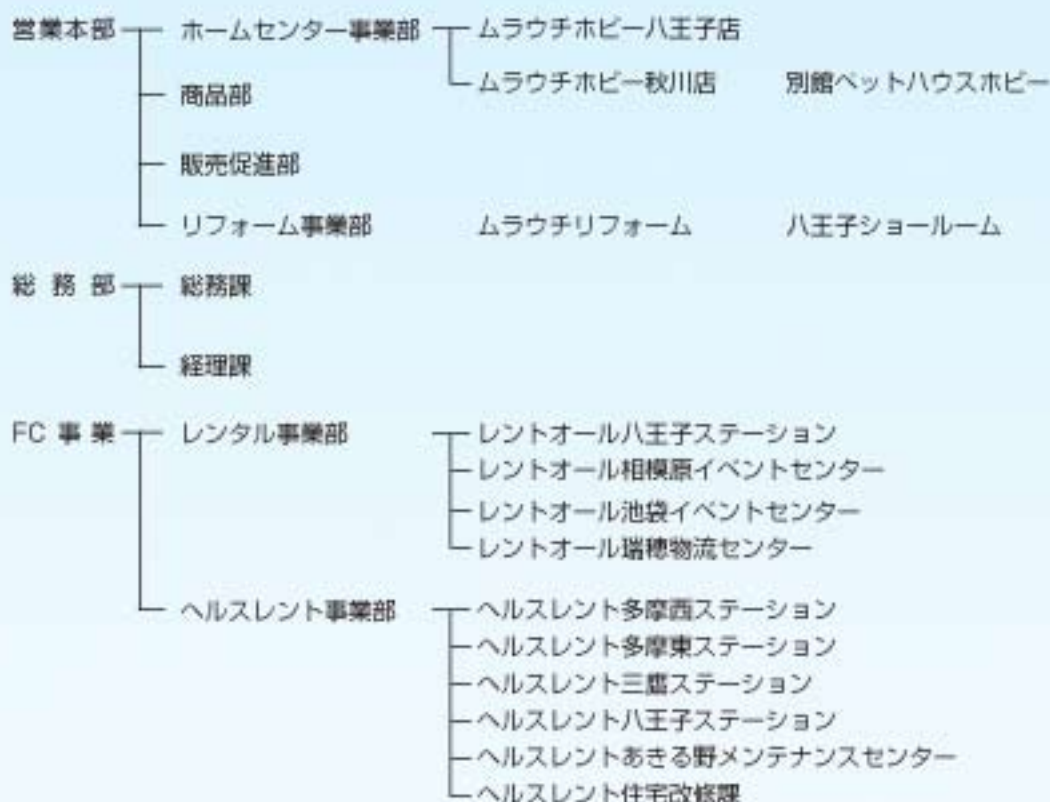 営業本部 ホームセンター事業部 ムラウチホビー八王子店
ムラウチホビー秋川店 別館ペットハウスホビー
商品部
販売促進部
リフォーム事業部 ムラウチリフォーム 八王子ショールーム
総務部 総務課
経理課
FC事業 レンタル事業部 レントオール八王子ステーション
レントオール相模原イベントセンター
レントオール池袋イベントセンター
レントオール瑞穂物流センター
ヘルスレント事業部 ヘルスレント多摩西ステーション
ヘルスレント多摩東ステーション
ヘルスレント三鷹ステーション
ヘルスレント八王子ステーション
ヘルスレントあきる野メンテナンスセンター
ヘルスレント住宅改修課